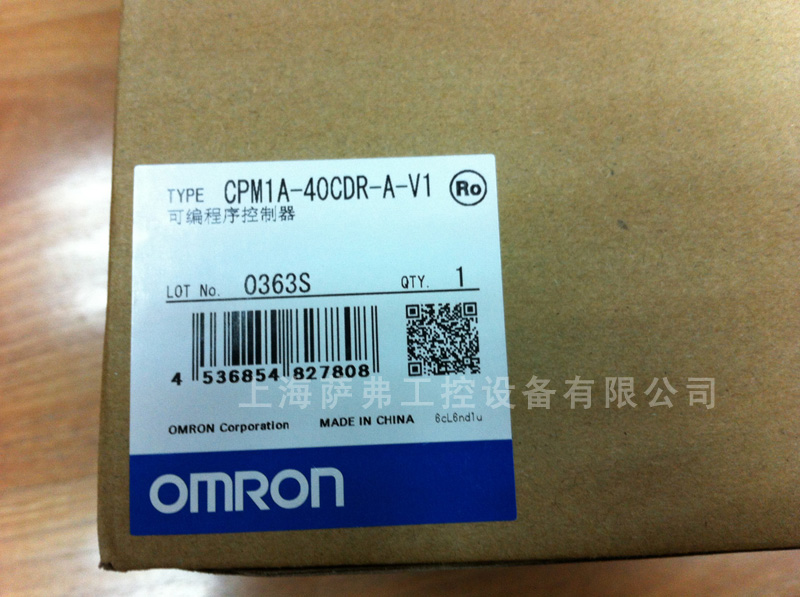 TYPE CPM1A-40CDR-A-V1 Ro
可编程序控制器
LOT No. 0363S QTY. 1
4 536854 827808
上海萨弗工控设备有限公司
OMRON Corporation MADE IN CHINA 6cL6nd1u
OMRON